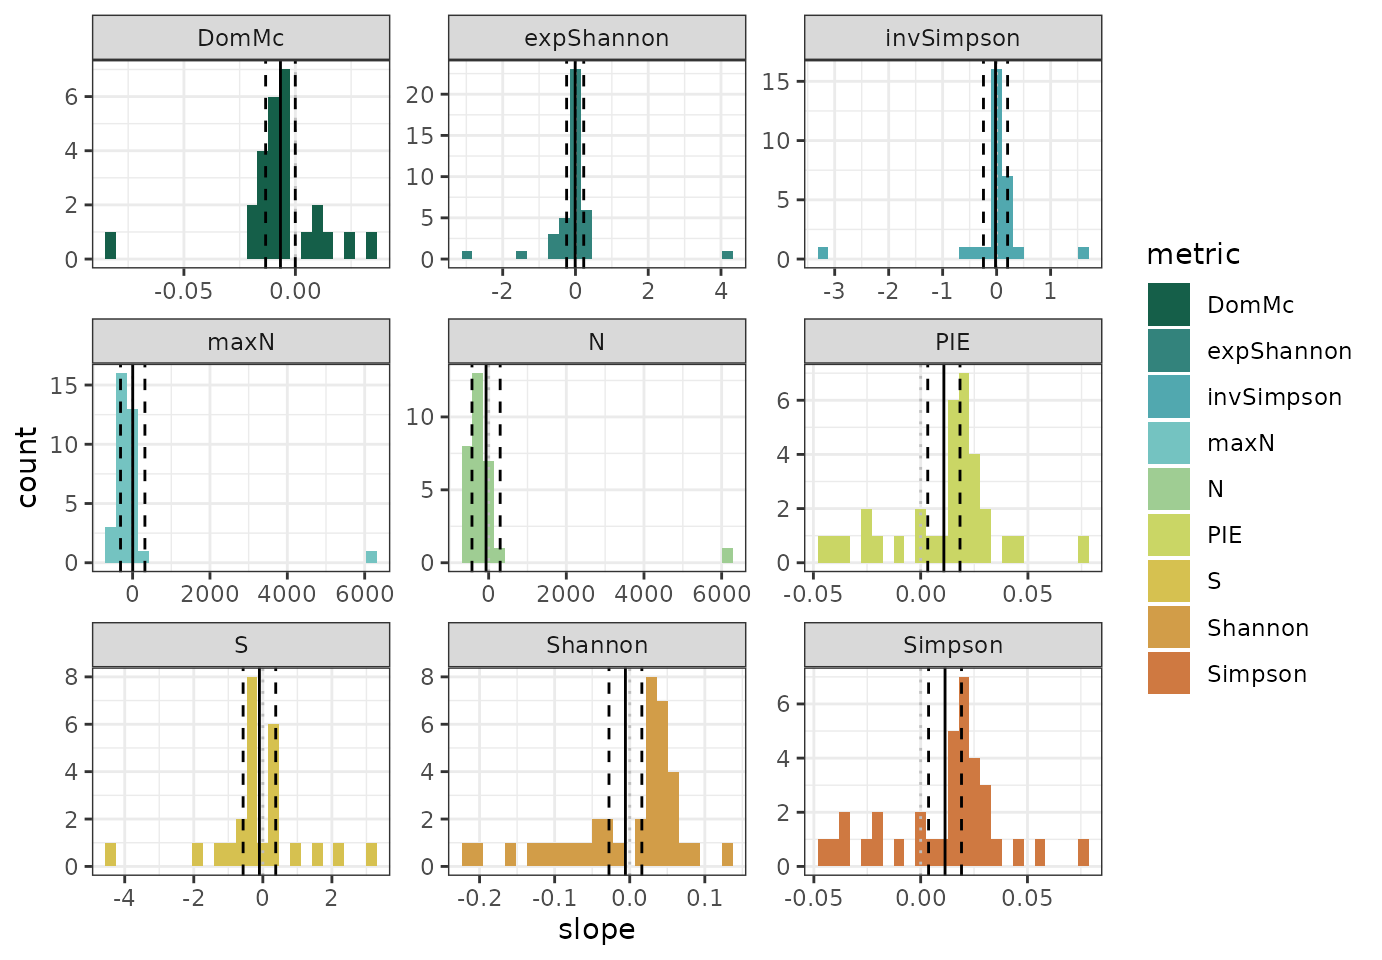 DomMc expShannon invSimpson
6
4
2
0
20
15
10
5
0
15
10
5
0
-0.05 0.00
-2 0 2 4
-3 -2 -1 0 1
maxN N PIE
15
10
5
0
10
5
0
6
4
2
0
0 2000 4000 6000
0 2000 4000 6000
-0.05 0.00 0.05
S Shannon Simpson
8
6
4
2
0
8
6
4
2
0
6
4
2
0
-4 -2 0 2
-0.2 -0.1 0.0 0.1
-0.05 0.00 0.05
count
slope
metric
DomMc
expShannon
invSimpson
maxN
N
PIE
S
Shannon
Simpson